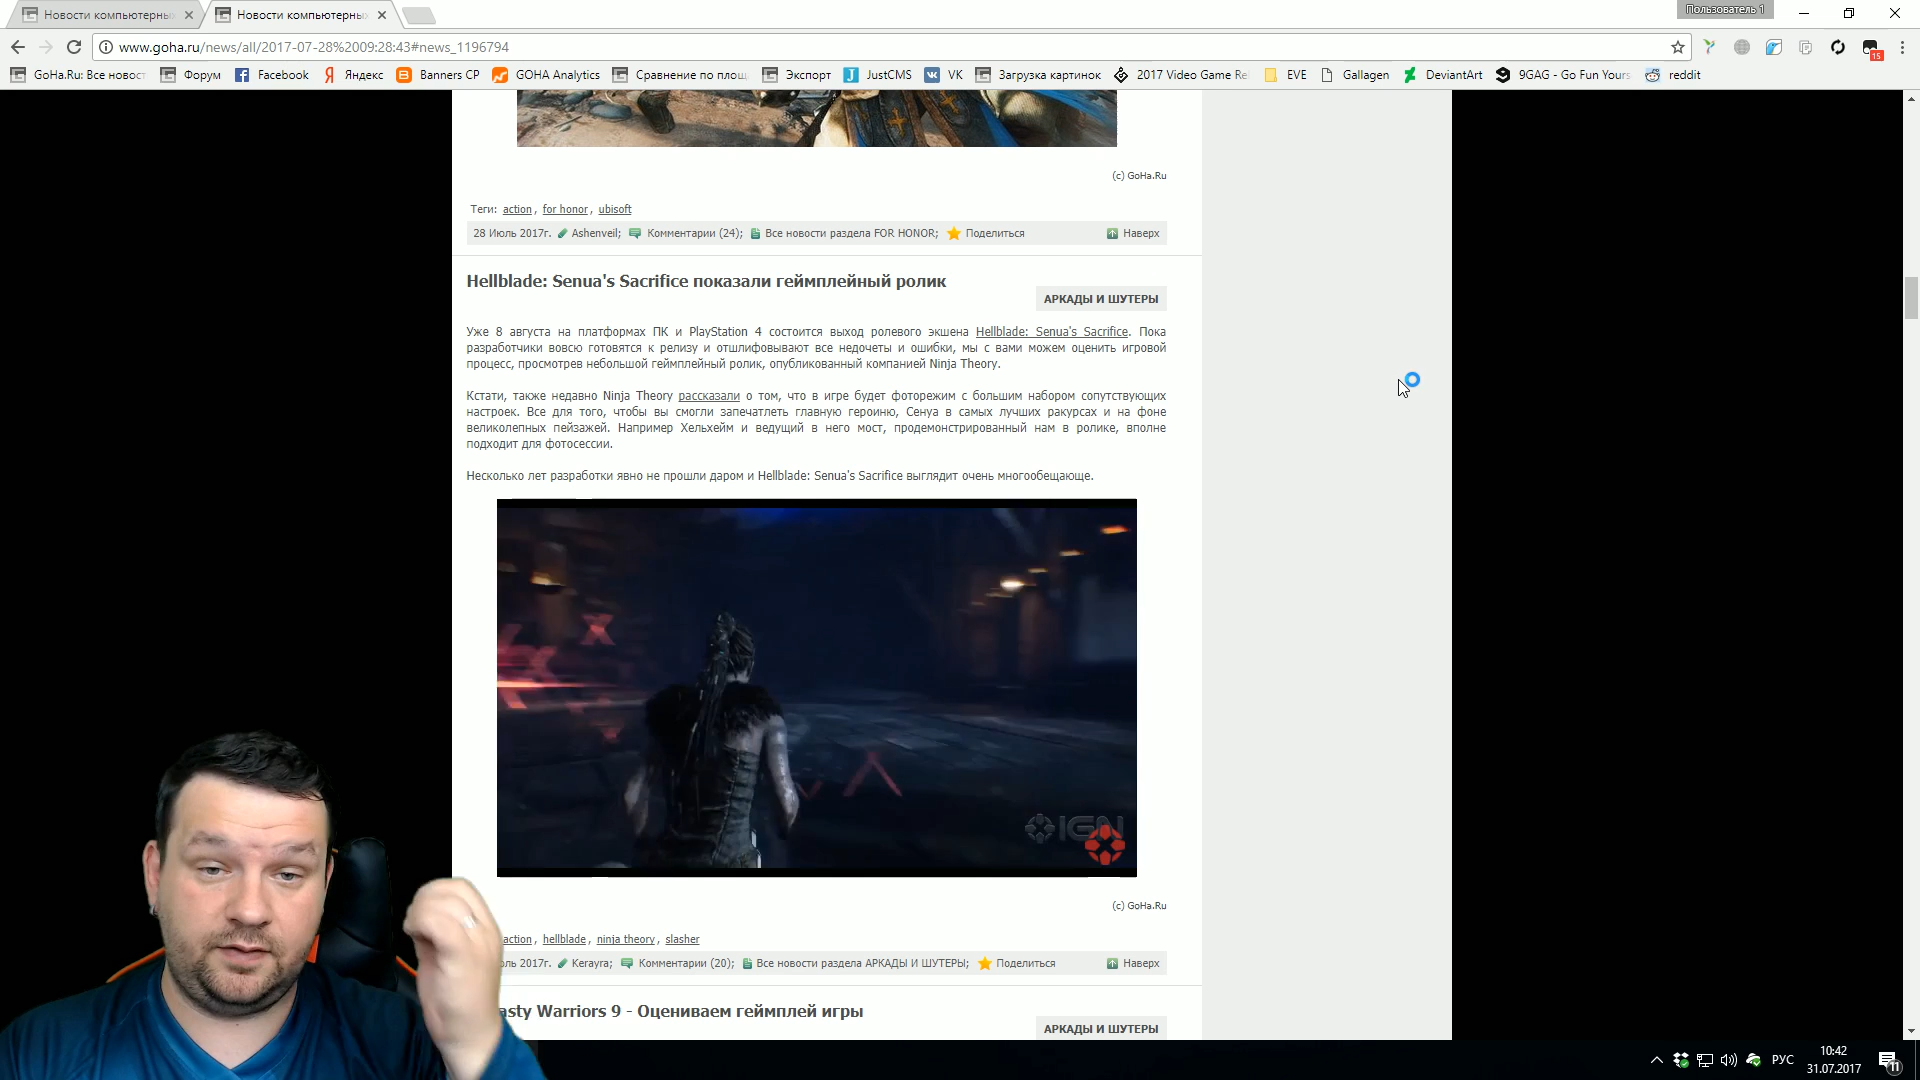 Новости компьютерны
Новости компьютерных
Пользователь 1
www.goha.ru/news/all/2017-07-28%2009:28:43#news_1196794
15
GoHa.Ru: Все новост
Форум
Facebook
Яндекс
Banners CP
GOHA Analytics
Сравнение по площ
Экспорт
JustCMS
VK
Загрузка картинок
2017 Video Game Re
EVE
Gallagen
DeviantArt
9GAG - Go Fun Yours
reddit
(c) GoHa.Ru
Теги: action, for honor, ubisoft
28 Июль 2017г. Ashenveil; Комментарии (24); Все новости раздела FOR HONOR; Поделиться Наверх
Hellblade: Senua's Sacrifice показали геймплейный ролик
АРКАДЫ И ШУТЕРЫ
Уже 8 августа на платформах ПК и PlayStation 4 состоится выход ролевого экшена Hellblade: Senua's Sacrifice. Пока
разработчики вовсю готовятся к релизу и отшлифовывают все недочеты и ошибки, мы с вами можем оценить игровой
процесс, просмотрев небольшой геймплейный ролик, опубликованный компанией Ninja Theory.
Кстати, также недавно Ninja Theory рассказали о том, что в игре будет фоторежим с большим набором сопутствующих
настроек. Все для того, чтобы вы смогли запечатлеть главную героиню, Сенуа в самых лучших ракурсах и на фоне
великолепных пейзажей. Например Хельхейм и ведущий в него мост, продемонстрированный нам в ролике, вполне
подходит для фотосессии.
Несколько лет разработки явно не прошли даром и Hellblade: Senua's Sacrifice выглядит очень многообещающе.
IGN
(c) GoHa.Ru
action, hellblade, ninja theory, slasher
ль 2017г. Kerayra; Комментарии (20); Все новости раздела АРКАДЫ И ШУТЕРЫ; Поделиться Наверх
asty Warriors 9 - Оцениваем геймплей игры
АРКАДЫ И ШУТЕРЫ
РУС
10:42
31.07.2017
11